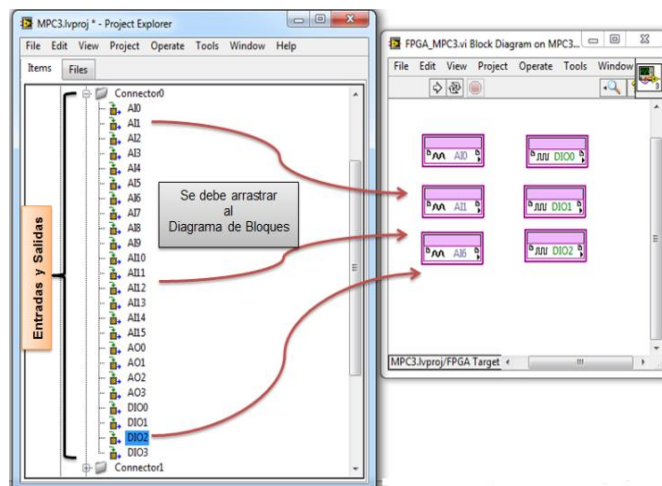 MPC3.lvproj * - Project Explorer
File Edit View Project Operate Tools Window Help
Items Files
Connector0
AI0
AI1
AI2
AI3
AI4
AI5
AI6
AI7
AI8
AI9
AI10
AI11
AI12
AI13
AI14
AI15
AO0
AO1
AO2
AO3
DIO0
DIO1
DIO2
DIO3
Connector1
Entradas y Salidas
Se debe arrastrar
al
Diagrama de Bloques
FPGA_MPC3.vi Block Diagram on MPC3...
File Edit View Project Operate Tools Window
3
AI0 DIO0
AI1 DIO1
AI6 DIO2
MPC3.lvproj/FPGA Target